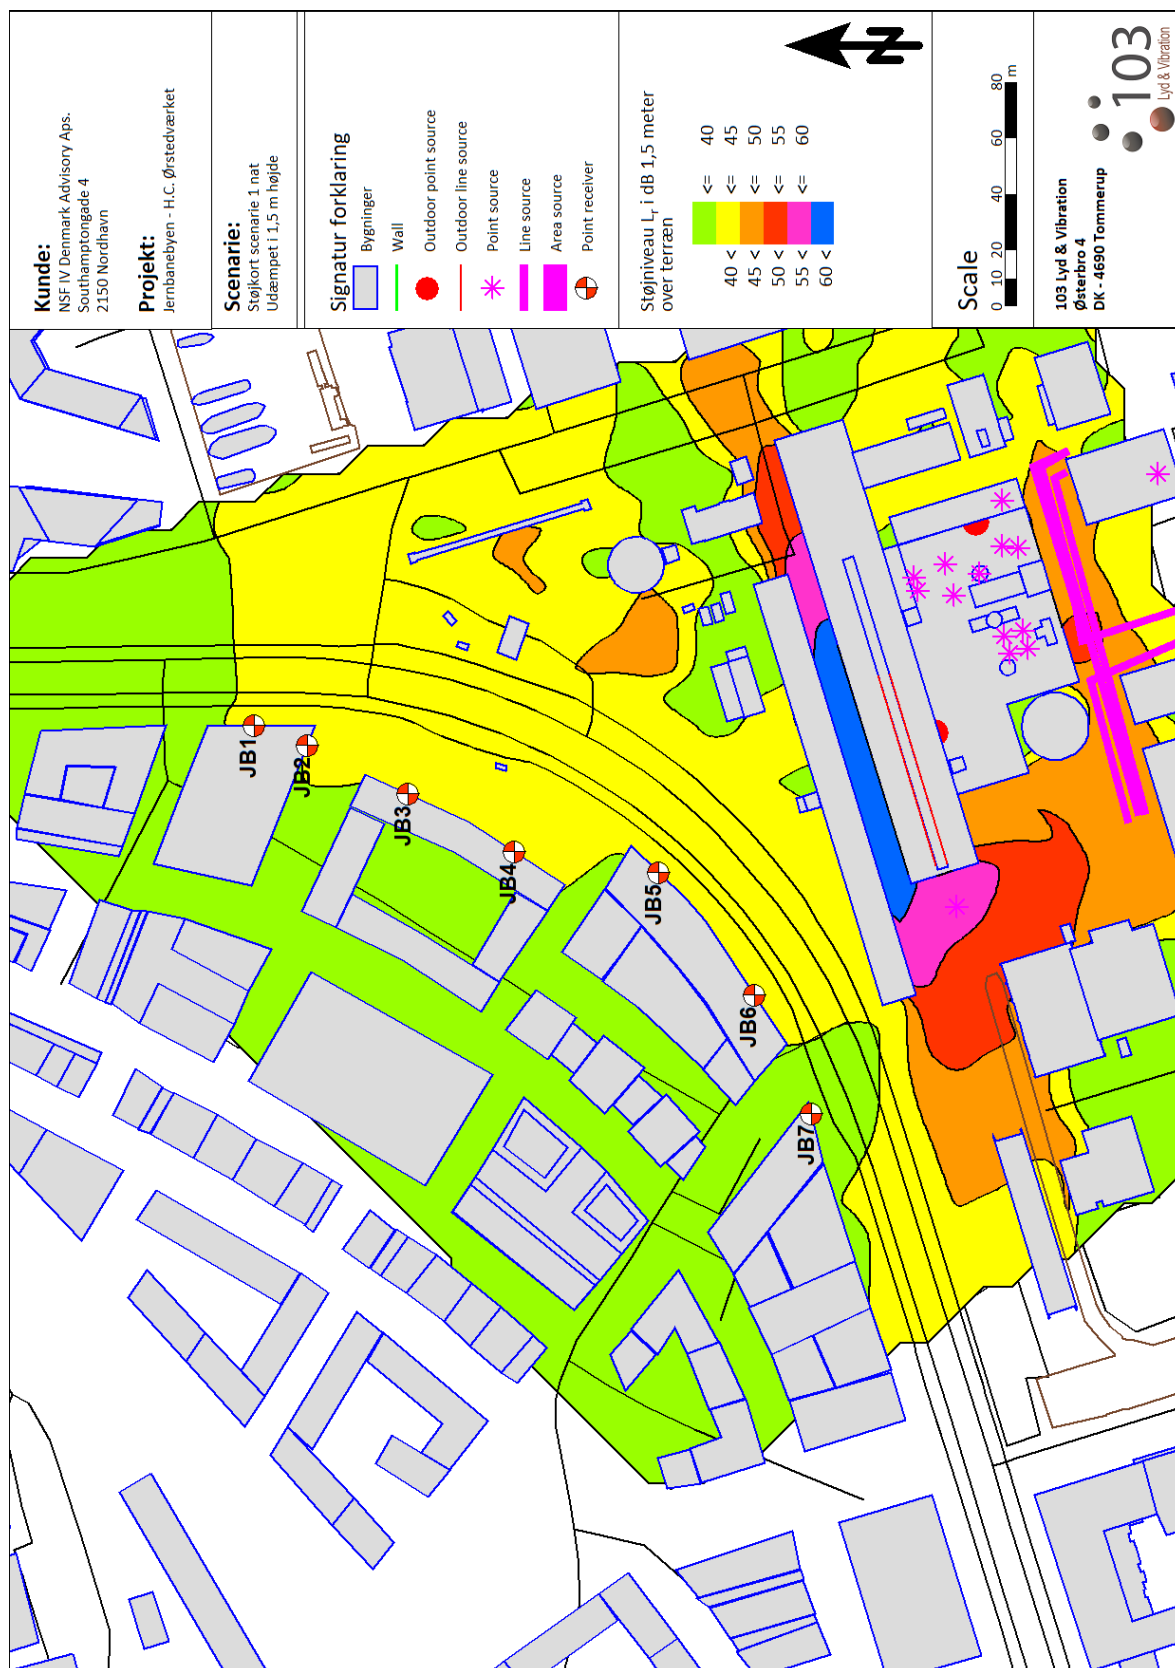 Kunde:
NSF IV Denmark Advisory Aps.
Southamptongade 4
2150 Nordhavn
Projekt:
Jernbanebyen - H.C. Ørstedværket
Scenarie:
Støjkort scenarie 1 nat
Udæmpet i 1,5 m højde
Signatur forklaring
Bygninger
Wall
Outdoor point source
Outdoor line source
Point source
Line source
Area source
Point receiver
Støjniveau Lr i dB 1,5 meter
over terræn
<= 40
40 < <= 45
45 < <= 50
50 < <= 55
55 < <= 60
60 <
N
Scale
0 10 20 40 60 80
m
103 Lyd & Vibration
Østerbro 4
DK - 4690 Tommerup
103
Lyd & Vibration
JB1
JB2
JB3
JB4
JB5
JB6
JB7